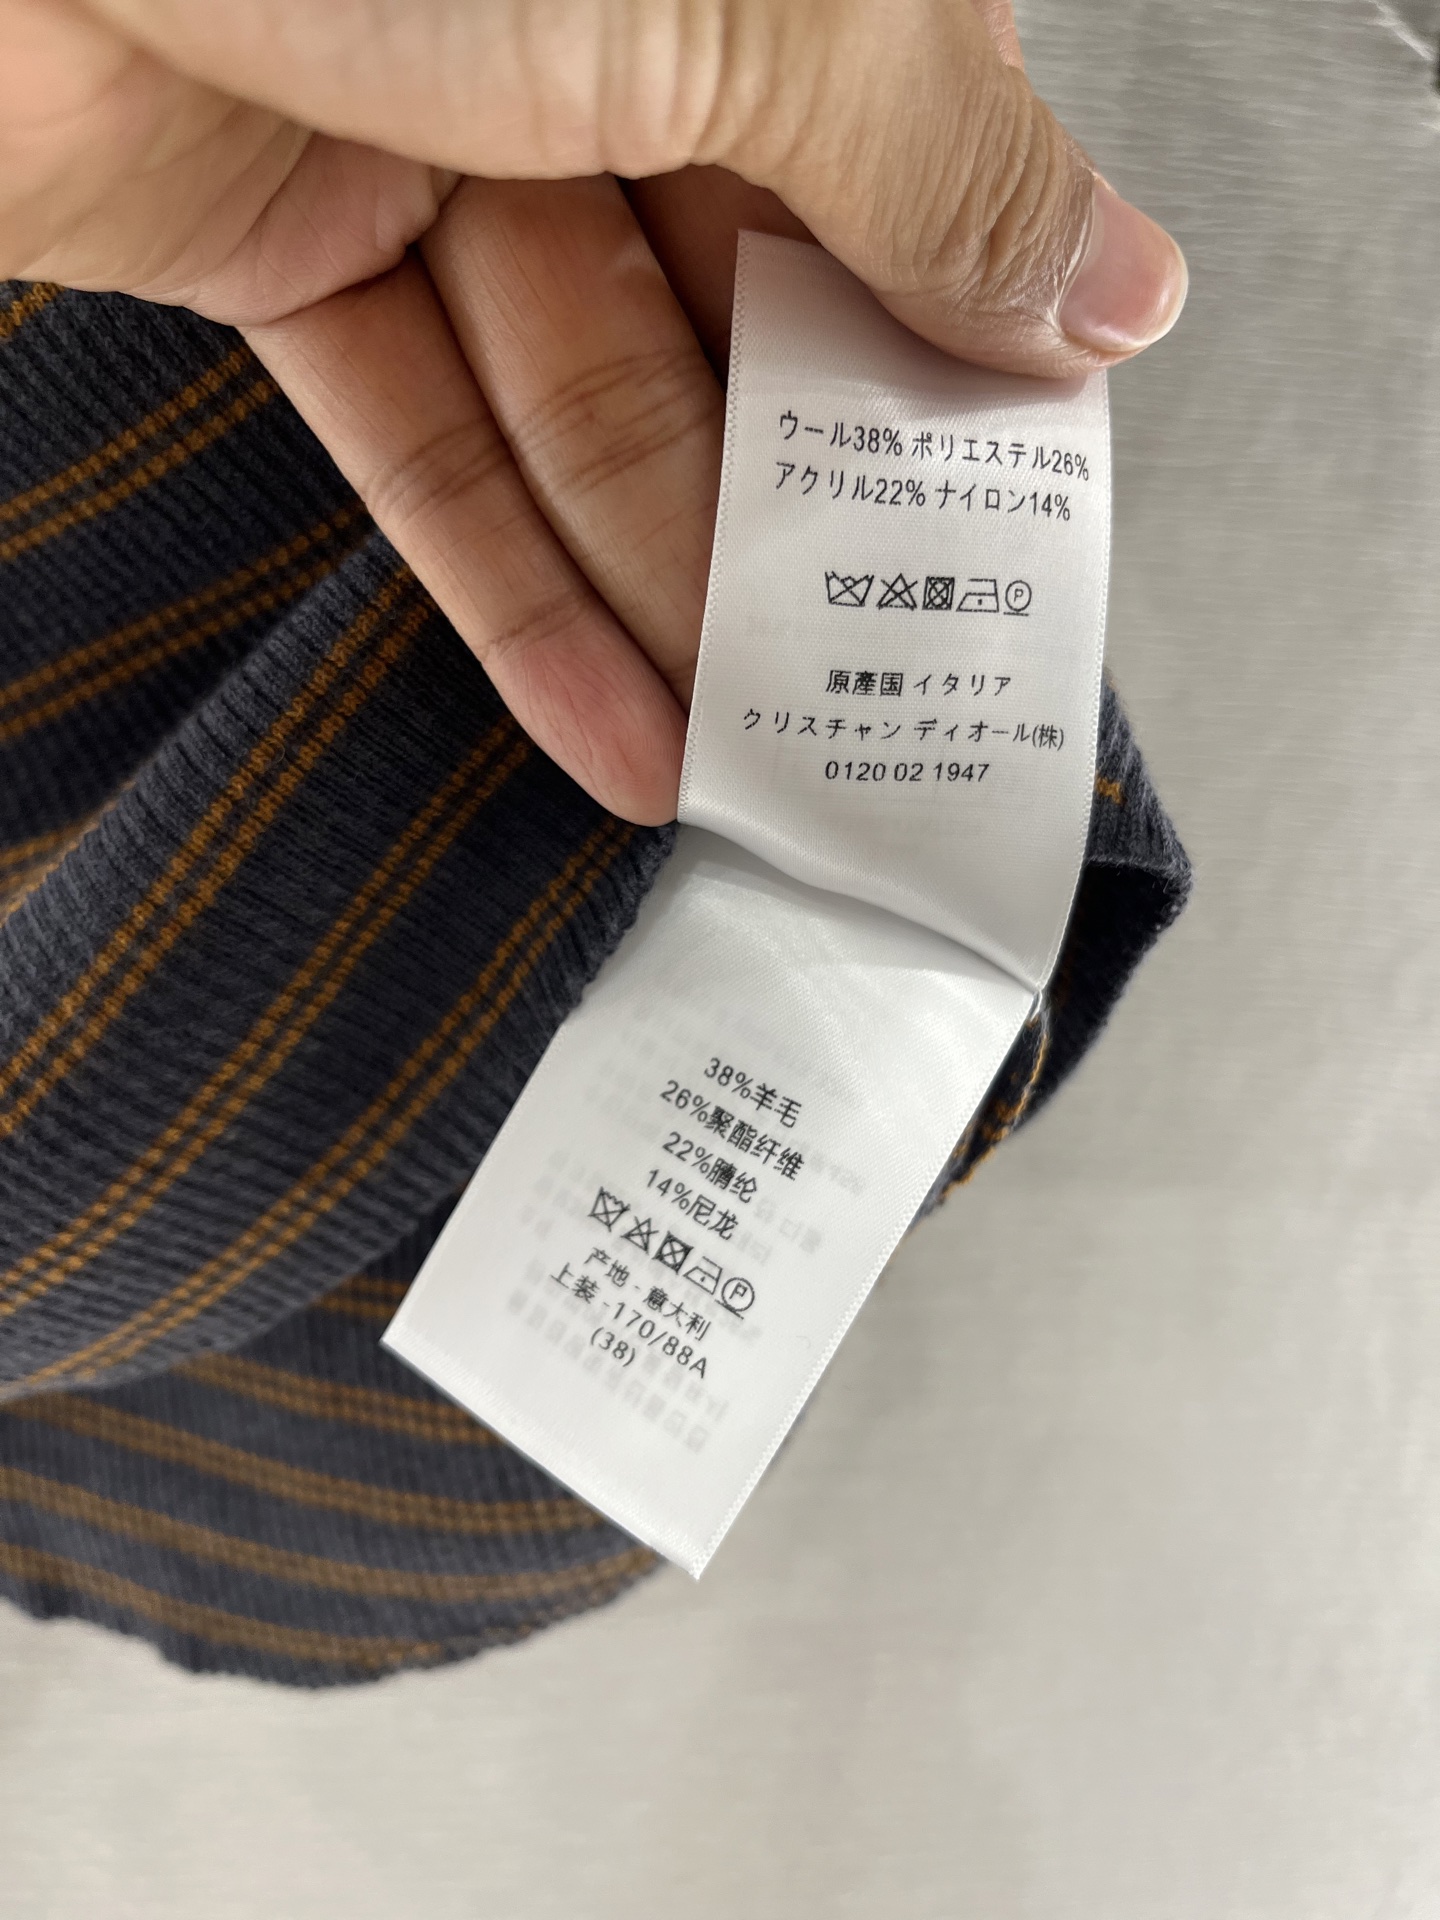 ウール38% ポリエステル26%
アクリル22% ナイロン14%
P
原產国 イタリア
クリスチャン ディオール(株)
0120 02 1947
38%羊毛
26%聚酯纤维
22%腈纶
14%尼龙
P
产地 - 意大利
上装 -170/88A
(38)